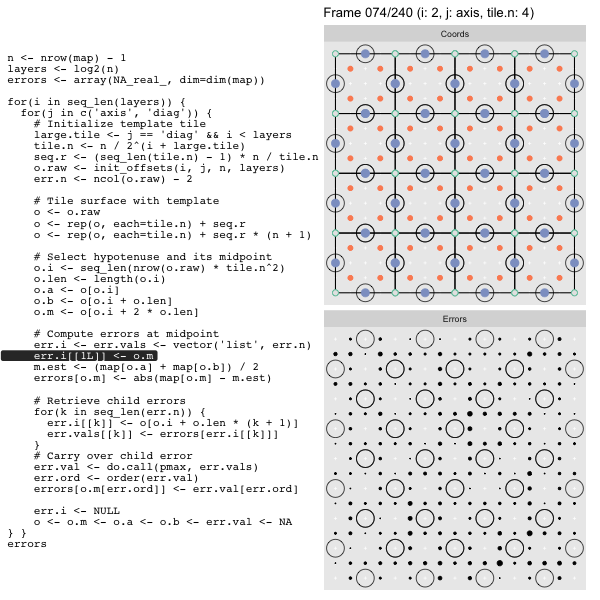 Frame 074/240 (i: 2, j: axis, tile.n: 4)
n <- nrow(map) - 1
layers <- log2(n)
errors <- array(NA_real_, dim=dim(map))
for(i in seq_len(layers)) {
for(j in c('axis', 'diag')) {
# Initialize template tile
large.tile <- j == 'diag' && i < layers
tile.n <- n / 2^(i + large.tile)
seq.r <- (seq_len(tile.n) - 1) * n / tile.n
o.raw <- init_offsets(i, j, n, layers)
err.n <- ncol(o.raw) - 2
# Tile surface with template
o <- o.raw
o <- rep(o, each=tile.n) + seq.r
o <- rep(o, each=tile.n) + seq.r * (n + 1)
# Select hypotenuse and its midpoint
o.i <- seq_len(nrow(o.raw) * tile.n^2)
o.len <- length(o.i)
o.a <- o[o.i]
o.b <- o[o.i + o.len]
o.m <- o[o.i + 2 * o.len]
# Compute errors at midpoint
err.i <- err.vals <- vector('list', err.n)
err.i[[1L]] <- o.m
m.est <- (map[o.a] + map[o.b]) / 2
errors[o.m] <- abs(map[o.m] - m.est)
# Retrieve child errors
for(k in seq_len(err.n)) {
err.i[[k]] <- o[o.i + o.len * (k + 1)]
err.vals[[k]] <- errors[err.i[[k]]]
}
# Carry over child error
err.val <- do.call(pmax, err.vals)
err.ord <- order(err.val)
errors[o.m[err.ord]] <- err.val[err.ord]
err.i <- NULL
o <- o.m <- o.a <- o.b <- err.val <- NA
} }
errors
Coords
Errors